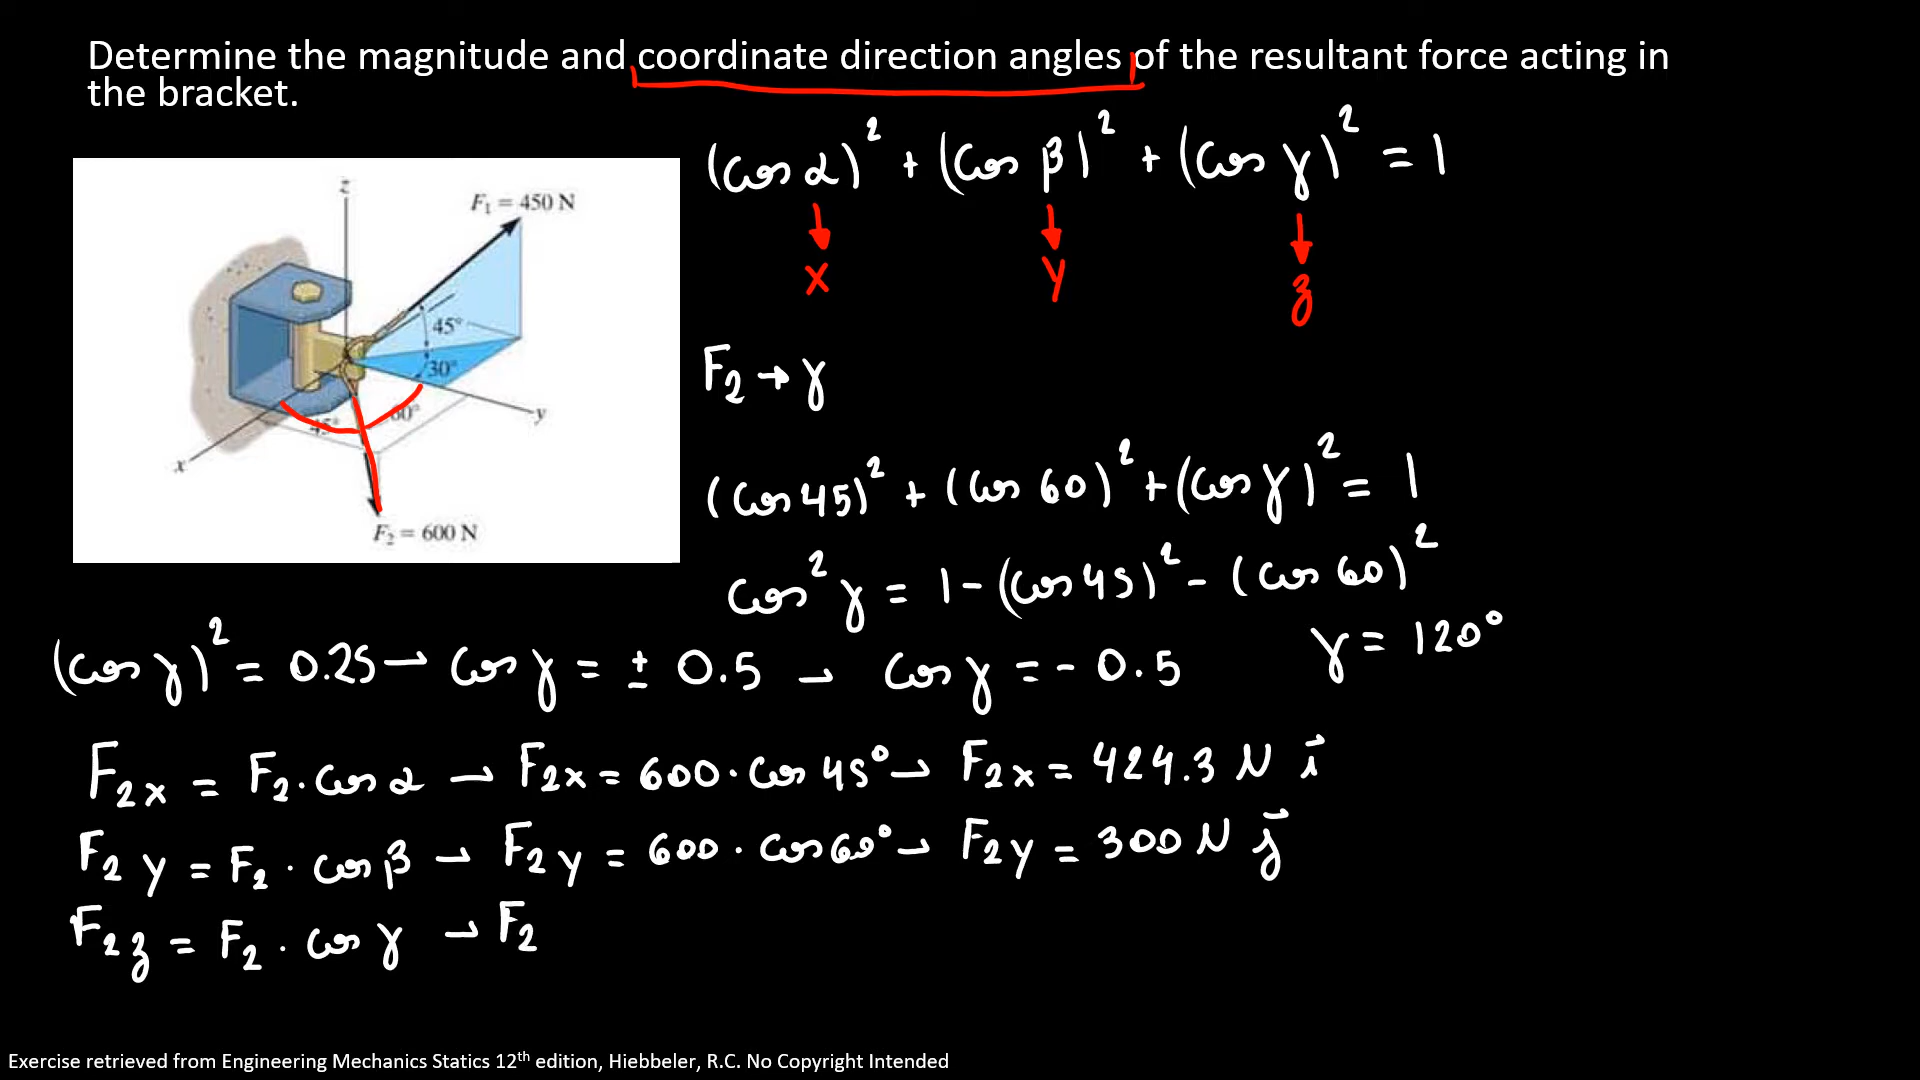 Determine the magnitude and coordinate direction angles of the resultant force acting in
the bracket.
(cos α)² + (cos β)² + (cos γ)² = 1
x y z
z
F₁ = 450 N
45°
30°
y
45° 60°
x
F₂ = 600 N
F₂ → γ
(cos 45)² + (cos 60)² + (cos γ)² = 1
cos² γ = 1 - (cos 45)² - (cos 60)²
γ = 120°
(cos γ)² = 0.25 → cos γ = ± 0.5 → cos γ = - 0.5
F₂x = F₂ · cos α → F₂x = 600 · cos 45° → F₂x = 424.3 N i⃗
F₂y = F₂ · cos β → F₂y = 600 · cos 60° → F₂y = 300 N j⃗
F₂z = F₂ · cos γ → F₂
Exercise retrieved from Engineering Mechanics Statics 12th edition, Hiebbeler, R.C. No Copyright Intended